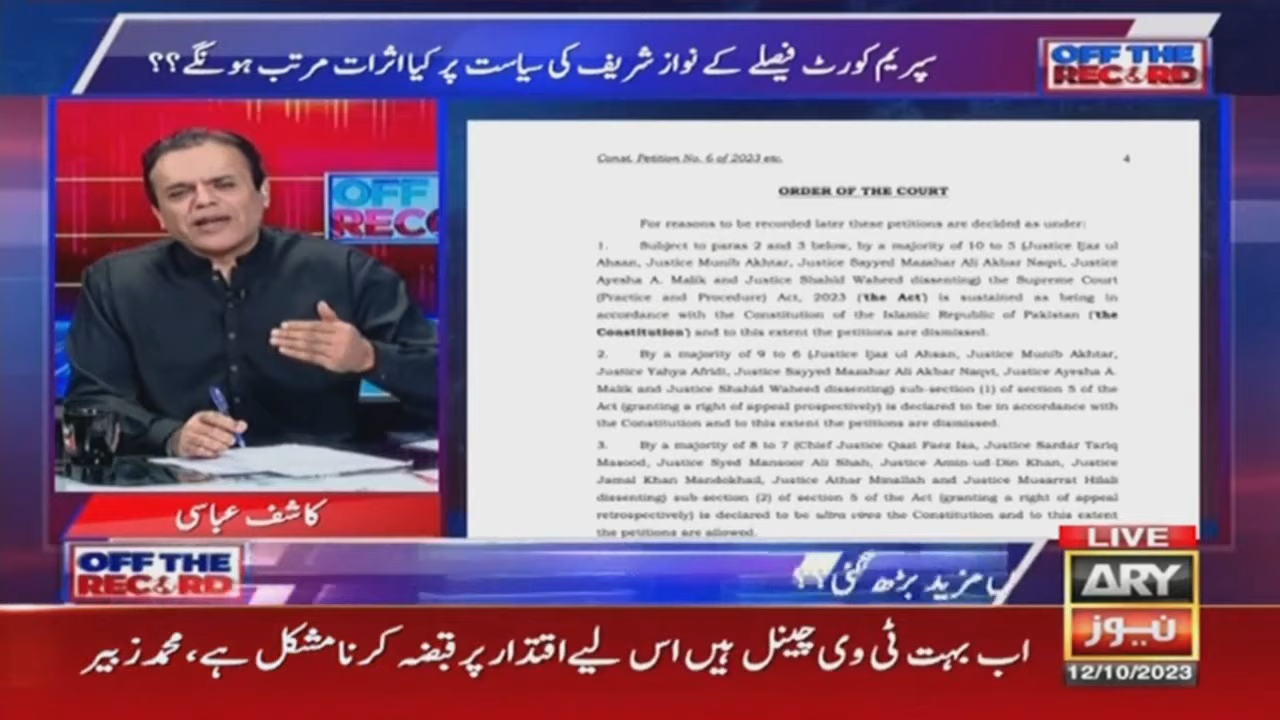 سپریم کورٹ فیصلے کے نواز شریف کی سیاست پر کیا اثرات مرتب ہونگے؟؟
OFF THE
RECORD
OFF
REC
Const. Petition No. 6 of 2023 etc.
4
ORDER OF THE COURT
For reasons to be recorded later these petitions are decided as under:
1. Subject to paras 2 and 3 below, by a majority of 10 to 5 (Justice Ijaz ul
Ahsan, Justice Munib Akhtar, Justice Sayyed Mazahar Ali Akbar Naqvi, Justice
Ayesha A. Malik and Justice Shahid Waheed dissenting) the Supreme Court
(Practice and Procedure) Act, 2023 ('the Act') is sustained as being in
accordance with the Constitution of the Islamic Republic of Pakistan ('the
Constitution') and to this extent the petitions are dismissed.
2. By a majority of 9 to 6 (Justice Ijaz ul Ahsan, Justice Munib Akhtar,
Justice Yahya Afridi, Justice Sayyed Mazahar Ali Akbar Naqvi, Justice Ayesha A.
Malik and Justice Shahid Waheed dissenting) sub-section (1) of section 5 of the
Act (granting a right of appeal prospectively) is declared to be in accordance with
the Constitution and to this extent the petitions are dismissed.
3. By a majority of 8 to 7 (Chief Justice Qazi Faez Isa, Justice Sardar Tariq
Masood, Justice Syed Mansoor Ali Shah, Justice Amin-ud-Din Khan, Justice
Jamal Khan Mandokhail, Justice Athar Minallah and Justice Musarrat Hilali
dissenting) sub-section (2) of section 5 of the Act (granting a right of appeal
retrospectively) is declared to be ultra vires the Constitution and to this extent
the petitions are allowed.
کاشف عباسی
OFF THE
RECORD
مزید بڑھ گئی؟؟
LIVE
ARY
نیوز
12/10/2023
اب بہت ٹی وی چینل ہیں اس لیے اقتدار پر قبضہ کرنا مشکل ہے، محمد زبیر